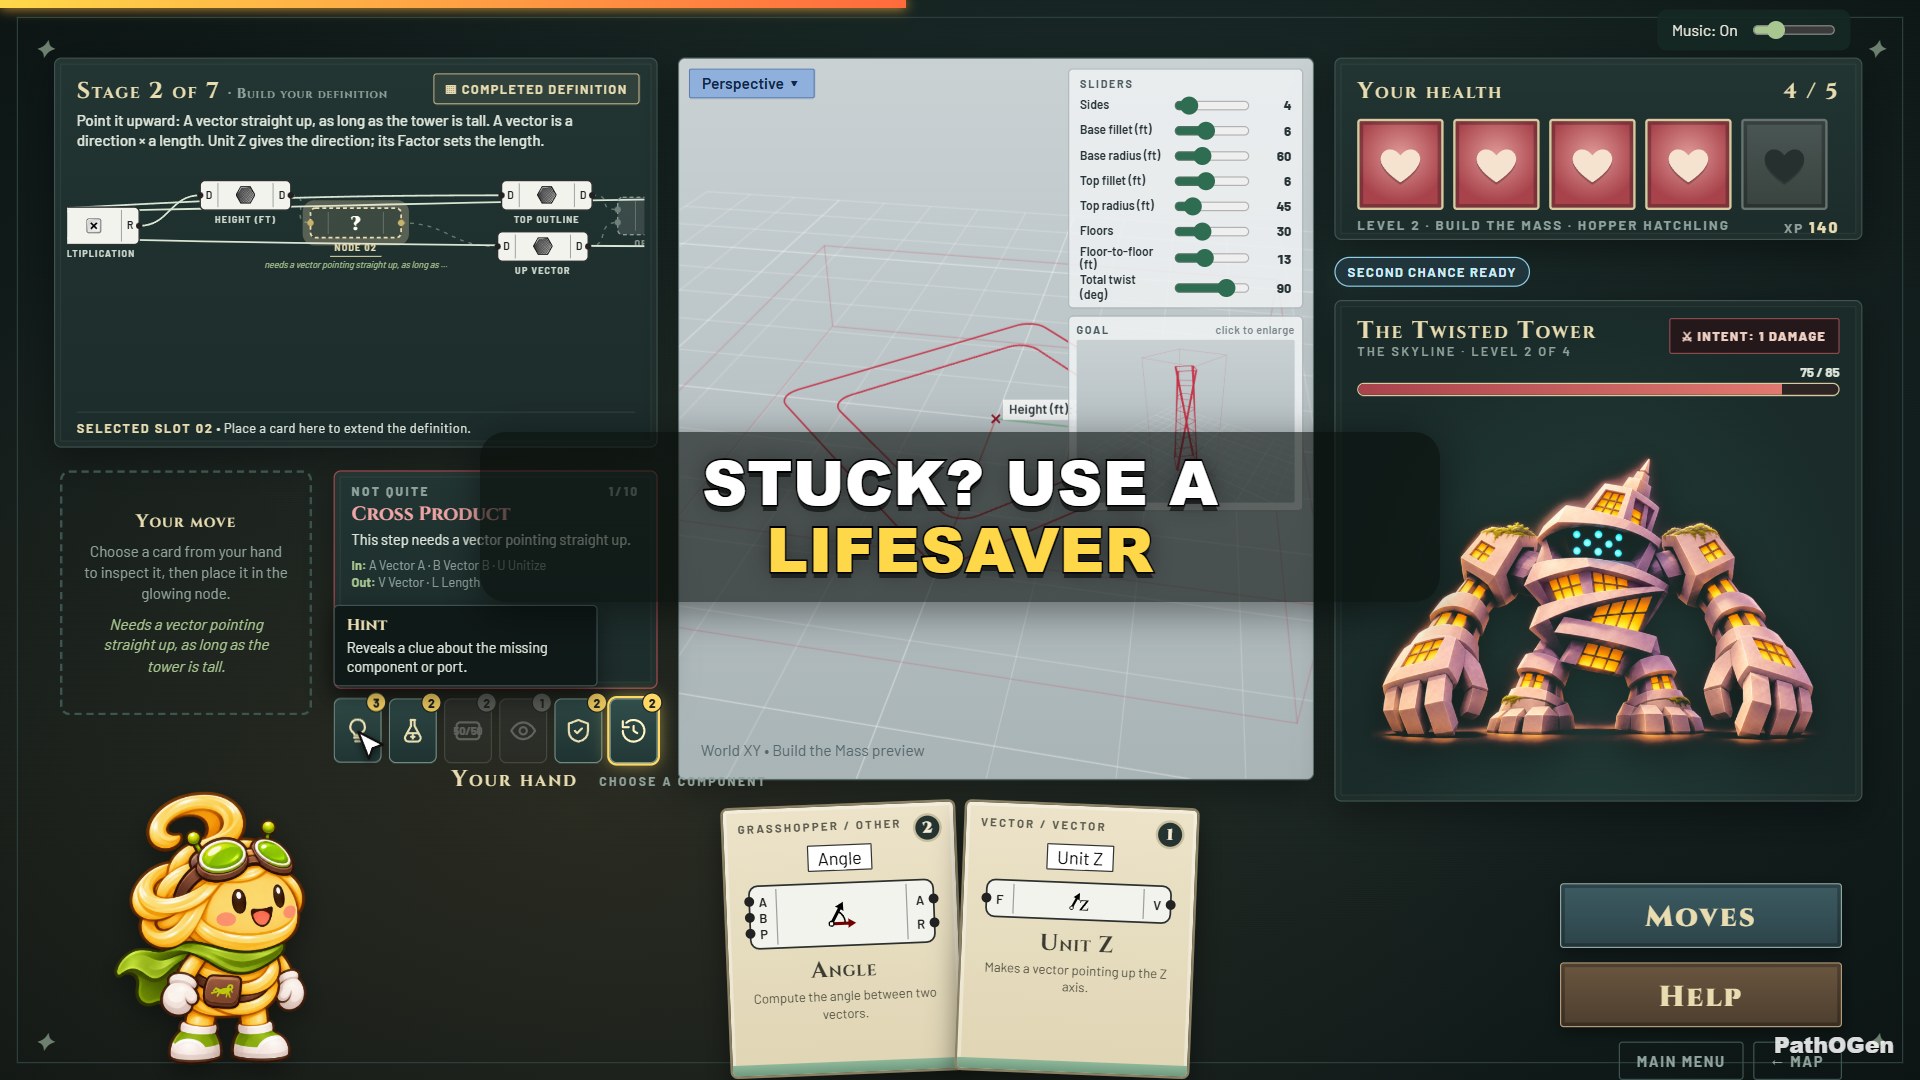 Music: On
STAGE 2 OF 7 · BUILD YOUR DEFINITION
COMPLETED DEFINITION
Point it upward: A vector straight up, as long as the tower is tall. A vector is a
direction × a length. Unit Z gives the direction; its Factor sets the length.
R
LTIPLICATION
D D
HEIGHT (FT)
?
NODE 02
needs a vector pointing straight up, as long as ...
D D
TOP OUTLINE
D D
UP VECTOR
SELECTED SLOT 02 • Place a card here to extend the definition.
YOUR MOVE
Choose a card from your hand
to inspect it, then place it in the
glowing node.
Needs a vector pointing
straight up, as long as the
tower is tall.
NOT QUITE 1/10
CROSS PRODUCT
This step needs a vector pointing straight up.
In: A Vector A · B Vector B · U Unitize
Out: V Vector · L Length
HINT
Reveals a clue about the missing
component or port.
3 2 2 1 2 2
50/50
YOUR HAND CHOOSE A COMPONENT
Perspective ▼
SLIDERS
Sides 4
Base fillet (ft) 6
Base radius (ft) 60
Top fillet (ft) 6
Top radius (ft) 45
Floors 30
Floor-to-floor
(ft) 13
Total twist
(deg) 90
GOAL click to enlarge
Height (ft)
STUCK? USE A
LIFESAVER
World XY • Build the Mass preview
GRASSHOPPER / OTHER 2
Angle
A A
B R
P
ANGLE
Compute the angle between two
vectors.
VECTOR / VECTOR 1
Unit Z
F Z V
UNIT Z
Makes a vector pointing up the Z
axis.
YOUR HEALTH 4 / 5
LEVEL 2 · BUILD THE MASS · HOPPER HATCHLING XP 140
SECOND CHANCE READY
THE TWISTED TOWER
THE SKYLINE · LEVEL 2 OF 4
INTENT: 1 DAMAGE
75 / 85
MOVES
HELP
MAIN MENU
← MAP
PathOGen